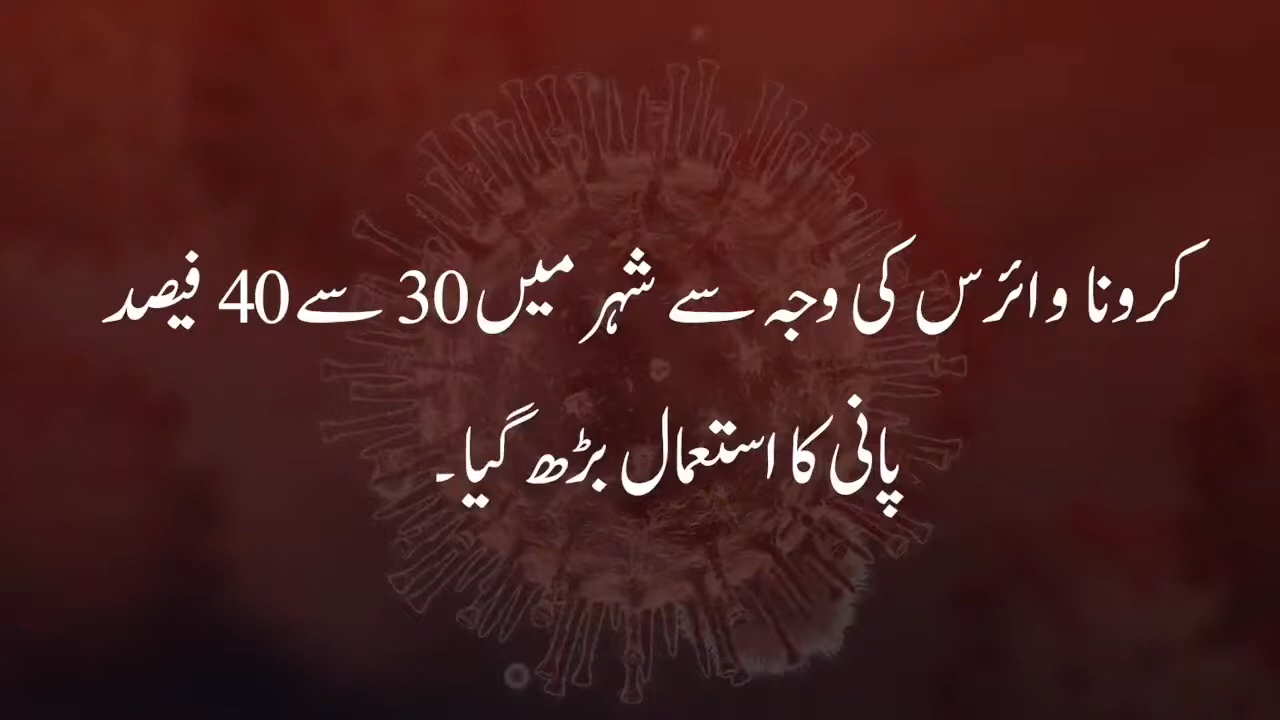 کرونا وائرس کی وجہ سے شہر میں 30 سے 40 فیصد
پانی کا استعمال بڑھ گیا۔